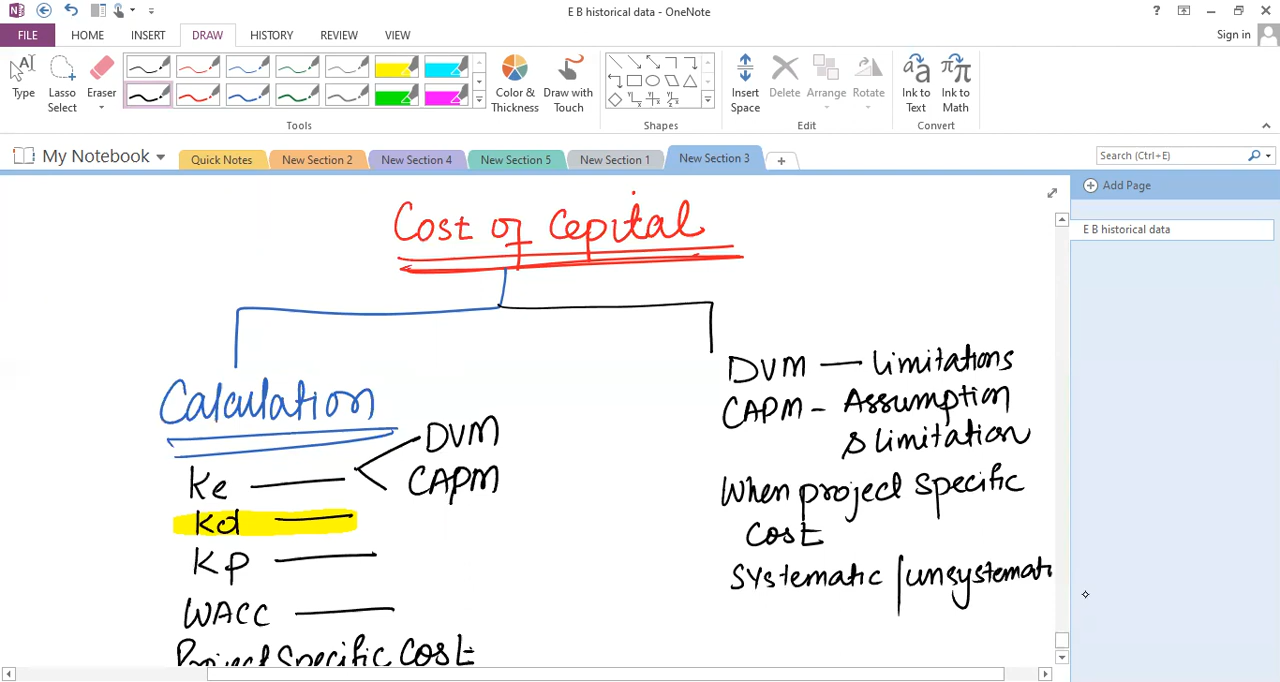 E B historical data - OneNote
FILE HOME INSERT DRAW HISTORY REVIEW VIEW
Sign in
Type
Lasso Select
Eraser
Color & Thickness
Draw with Touch
Insert Space
Delete
Arrange
Rotate
Ink to Text
Ink to Math
Tools
Shapes
Edit
Convert
My Notebook
Quick Notes
New Section 2
New Section 4
New Section 5
New Section 1
New Section 3
Search (Ctrl+E)
Add Page
E B historical data
Cost of Cepital
Calculation
Ke
DVM
CAPM
Kd
Kp
WACC
Project Specific Cost
DVM — Limitations
CAPM - Assumption
& limitation
When project Specific
Cost
Systematic /unsystemati